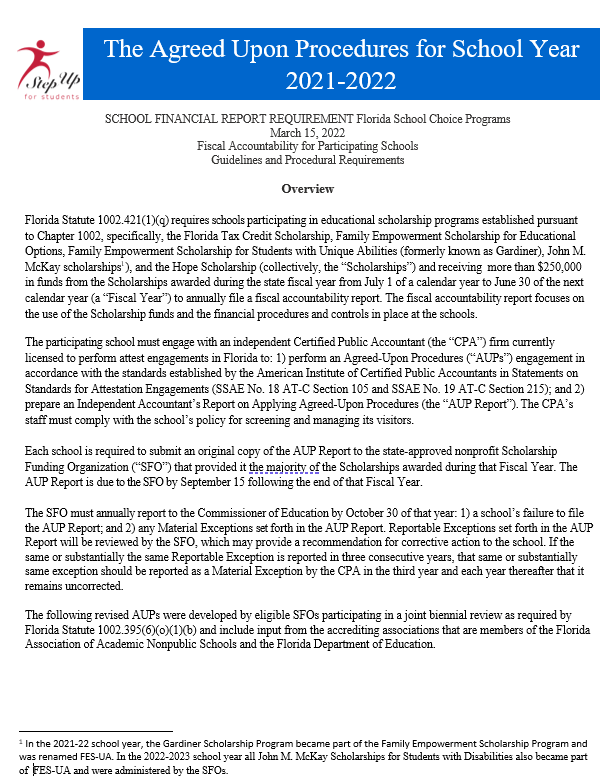 The Agreed Upon Procedures for School Year
2021-2022
Step Up
for students
SCHOOL FINANCIAL REPORT REQUIREMENT Florida School Choice Programs
March 15, 2022
Fiscal Accountability for Participating Schools
Guidelines and Procedural Requirements
Overview
Florida Statute 1002.421(1)(q) requires schools participating in educational scholarship programs established pursuant
to Chapter 1002, specifically, the Florida Tax Credit Scholarship, Family Empowerment Scholarship for Educational
Options, Family Empowerment Scholarship for Students with Unique Abilities (formerly known as Gardiner), John M.
McKay scholarships¹), and the Hope Scholarship (collectively, the “Scholarships”) and receiving more than $250,000
in funds from the Scholarships awarded during the state fiscal year from July 1 of a calendar year to June 30 of the next
calendar year (a “Fiscal Year”) to annually file a fiscal accountability report. The fiscal accountability report focuses on
the use of the Scholarship funds and the financial procedures and controls in place at the schools.
The participating school must engage with an independent Certified Public Accountant (the “CPA”) firm currently
licensed to perform attest engagements in Florida to: 1) perform an Agreed-Upon Procedures (“AUPs”) engagement in
accordance with the standards established by the American Institute of Certified Public Accountants in Statements on
Standards for Attestation Engagements (SSAE No. 18 AT-C Section 105 and SSAE No. 19 AT-C Section 215); and 2)
prepare an Independent Accountant’s Report on Applying Agreed-Upon Procedures (the “AUP Report”). The CPA’s
staff must comply with the school’s policy for screening and managing its visitors.
Each school is required to submit an original copy of the AUP Report to the state-approved nonprofit Scholarship
Funding Organization (“SFO”) that provided it the majority of the Scholarships awarded during that Fiscal Year. The
AUP Report is due to the SFO by September 15 following the end of that Fiscal Year.
The SFO must annually report to the Commissioner of Education by October 30 of that year: 1) a school’s failure to file
the AUP Report; and 2) any Material Exceptions set forth in the AUP Report. Reportable Exceptions set forth in the AUP
Report will be reviewed by the SFO, which may provide a recommendation for corrective action to the school. If the
same or substantially the same Reportable Exception is reported in three consecutive years, that same or substantially
same exception should be reported as a Material Exception by the CPA in the third year and each year thereafter that it
remains uncorrected.
The following revised AUPs were developed by eligible SFOs participating in a joint biennial review as required by
Florida Statute 1002.395(6)(o)(1)(b) and include input from the accrediting associations that are members of the Florida
Association of Academic Nonpublic Schools and the Florida Department of Education.
¹ In the 2021-22 school year, the Gardiner Scholarship Program became part of the Family Empowerment Scholarship Program and
was renamed FES-UA. In the 2022-2023 school year all John M. McKay Scholarships for Students with Disabilities also became part
of FES-UA and were administered by the SFOs.